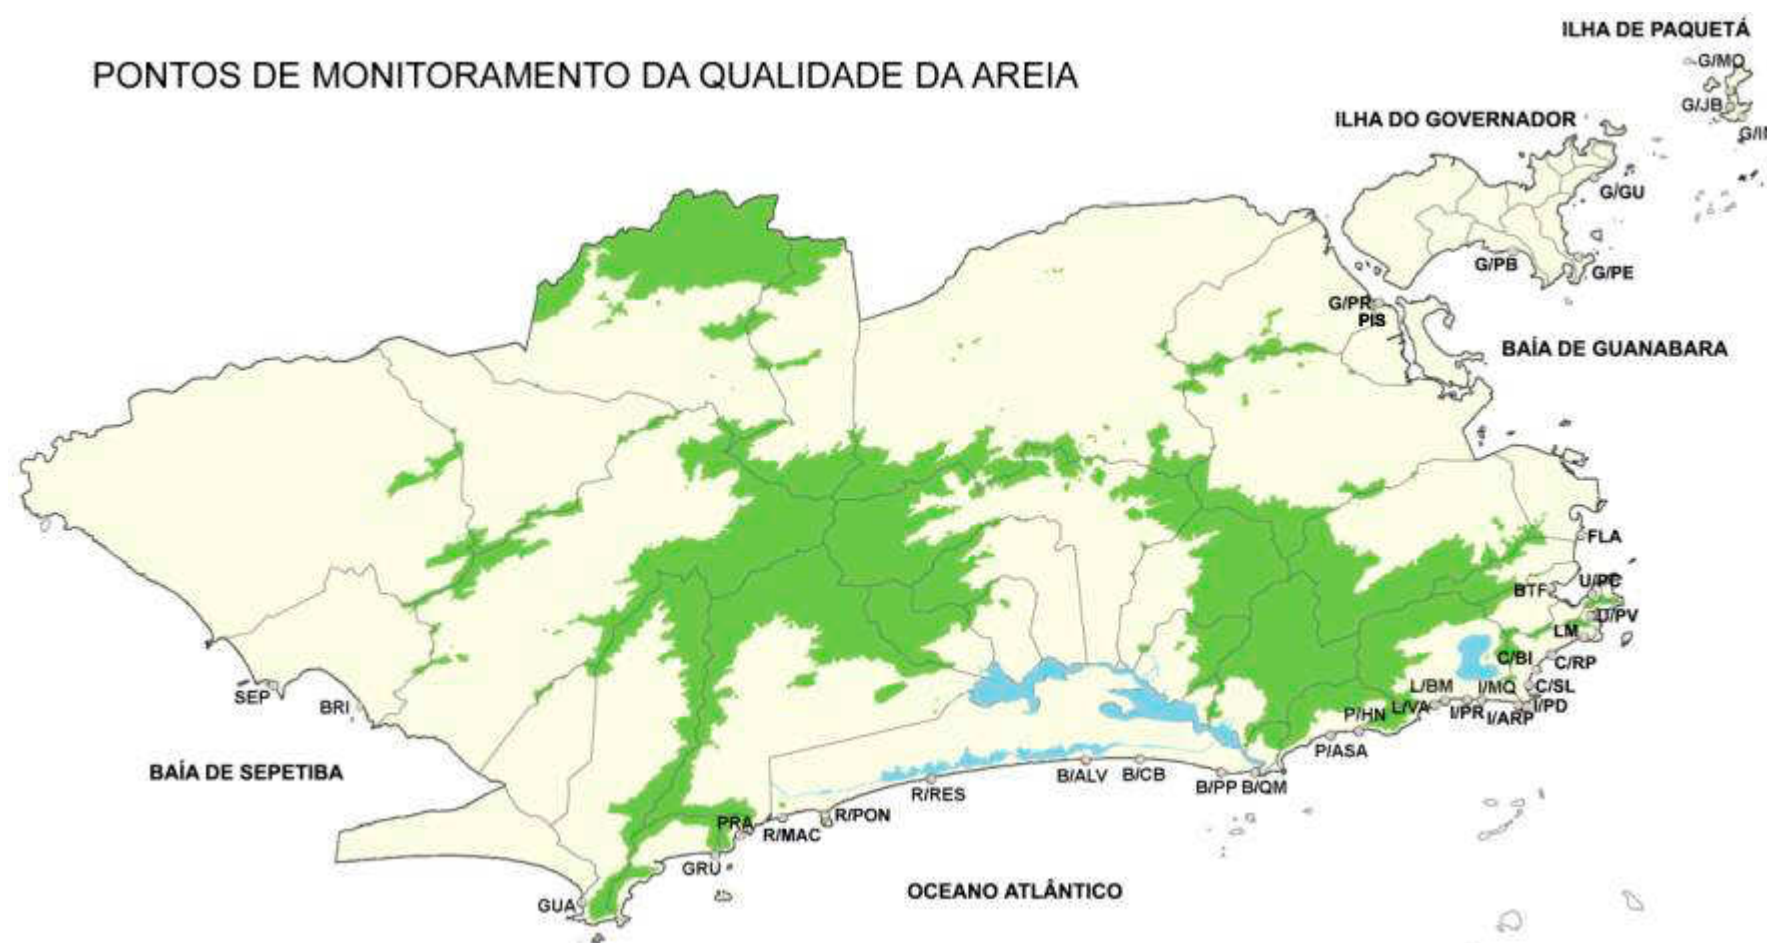 ILHA DE PAQUETÁ
G/MO
PONTOS DE MONITORAMENTO DA QUALIDADE DA AREIA
G/JB
ILHA DO GOVERNADOR
G/GU
G/PB
G/PE
G/PR
PIS
BAÍA DE GUANABARA
FLA
BTF
U/PC
U/PV
LM
C/BI
C/RP
SEP
BRI
L/BM
I/MQ
C/SL
L/VA
I/PR
I/ARP
I/PD
P/HN
P/ASA
BAÍA DE SEPETIBA
B/ALV
B/CB
B/PP
B/QM
R/RES
PRA
R/MAC
R/PON
GRU
OCEANO ATLÂNTICO
GUA